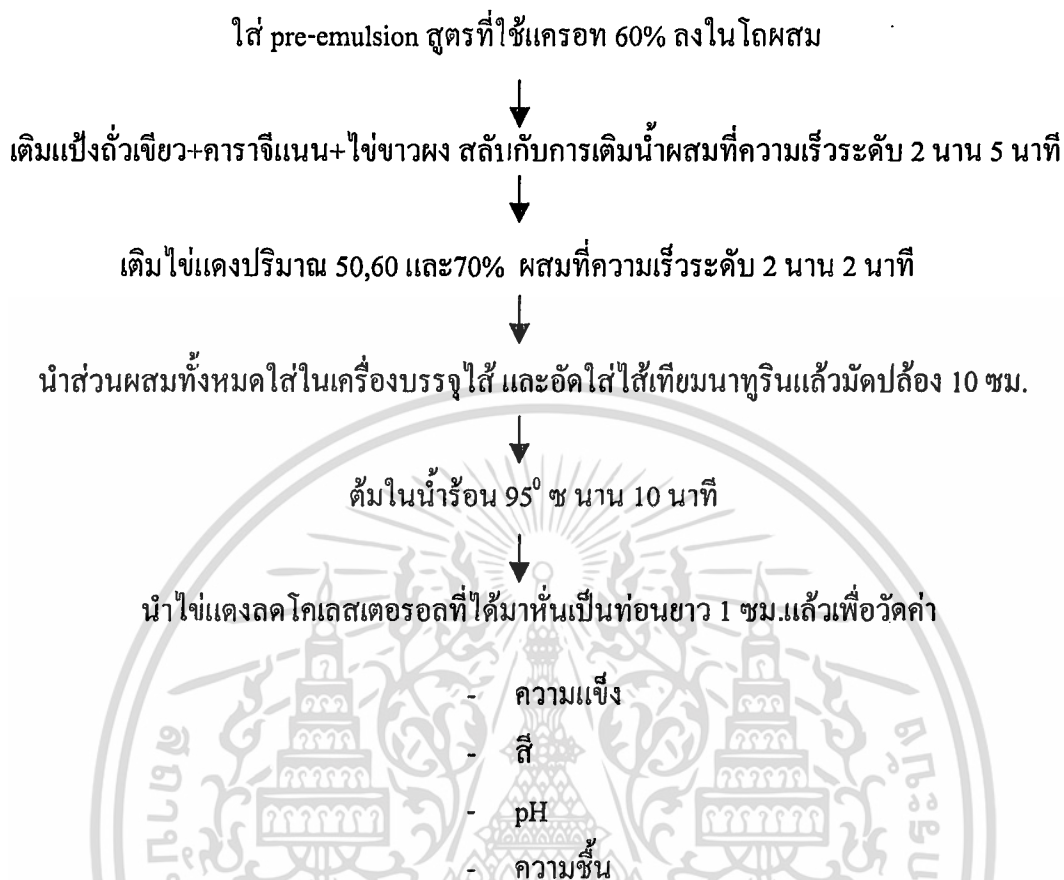 ใส่ pre-emulsion สูตรที่ใช้แครอท 60% ลงในโถผสม
เติมแป้งถั่วเขียว+คาราจีแนน+ไข่ขาวผง สลับกับการเติมน้ำผสมที่ความเร็วระดับ 2 นาน 5 นาที
เติมไข่แดงปริมาณ 50,60 และ70% ผสมที่ความเร็วระดับ 2 นาน 2 นาที
นำส่วนผสมทั้งหมดใส่ในเครื่องบรรจุไส้ และอัดใส่ไส้เทียมนาทูรินแล้วมัดปล้อง 10 ซม.
ต้มในน้ำร้อน 95⁰ ซ นาน 10 นาที
นำไข่แดงลดโคเลสเตอรอลที่ได้มาหั่นเป็นท่อนยาว 1 ซม.แล้วเพื่อวัดค่า
- ความแข็ง
- สี
- pH
- ความชื้น